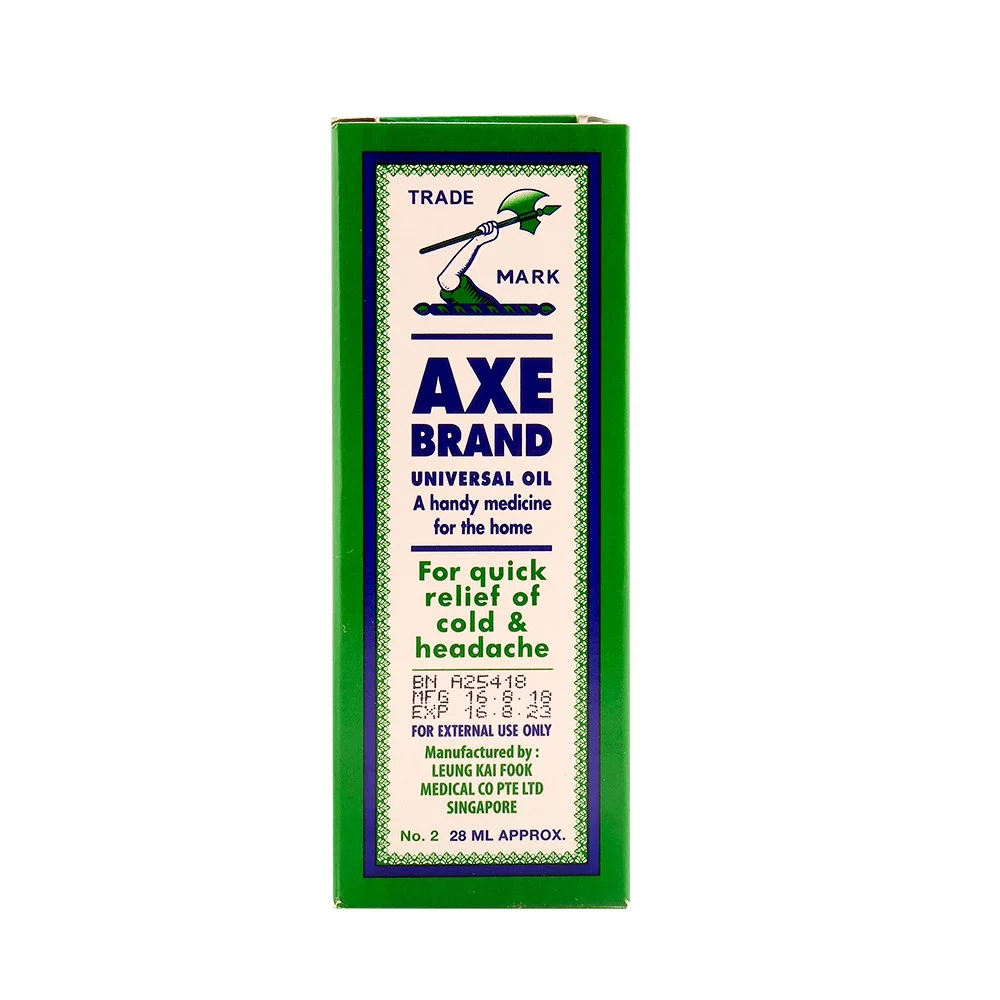 TRADE
MARK
AXE
BRAND
UNIVERSAL OIL
A handy medicine
for the home
For quick
relief of
cold &
headache
BN A25418
MFG 16.8.18
EXP 16.8.23
FOR EXTERNAL USE ONLY
Manufactured by :
LEUNG KAI FOOK
MEDICAL CO PTE LTD
SINGAPORE
No. 2 28 ML APPROX.